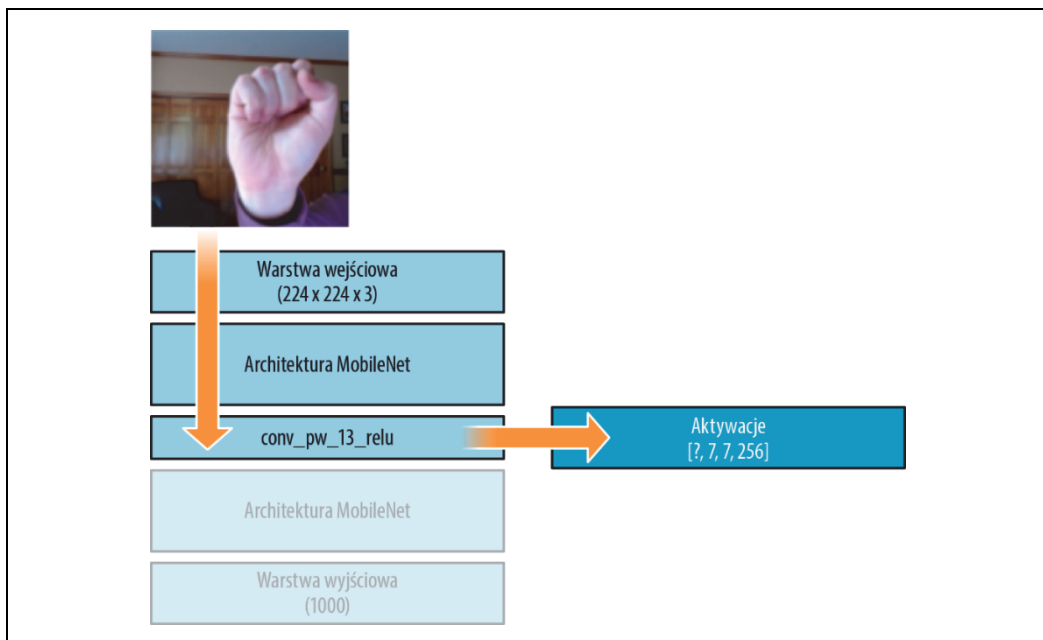 Warstwa wejściowa
(224 x 224 x 3)
Architektura MobileNet
conv_pw_13_relu
Aktywacje
[?, 7, 7, 256]
Architektura MobileNet
Warstwa wyjściowa
(1000)